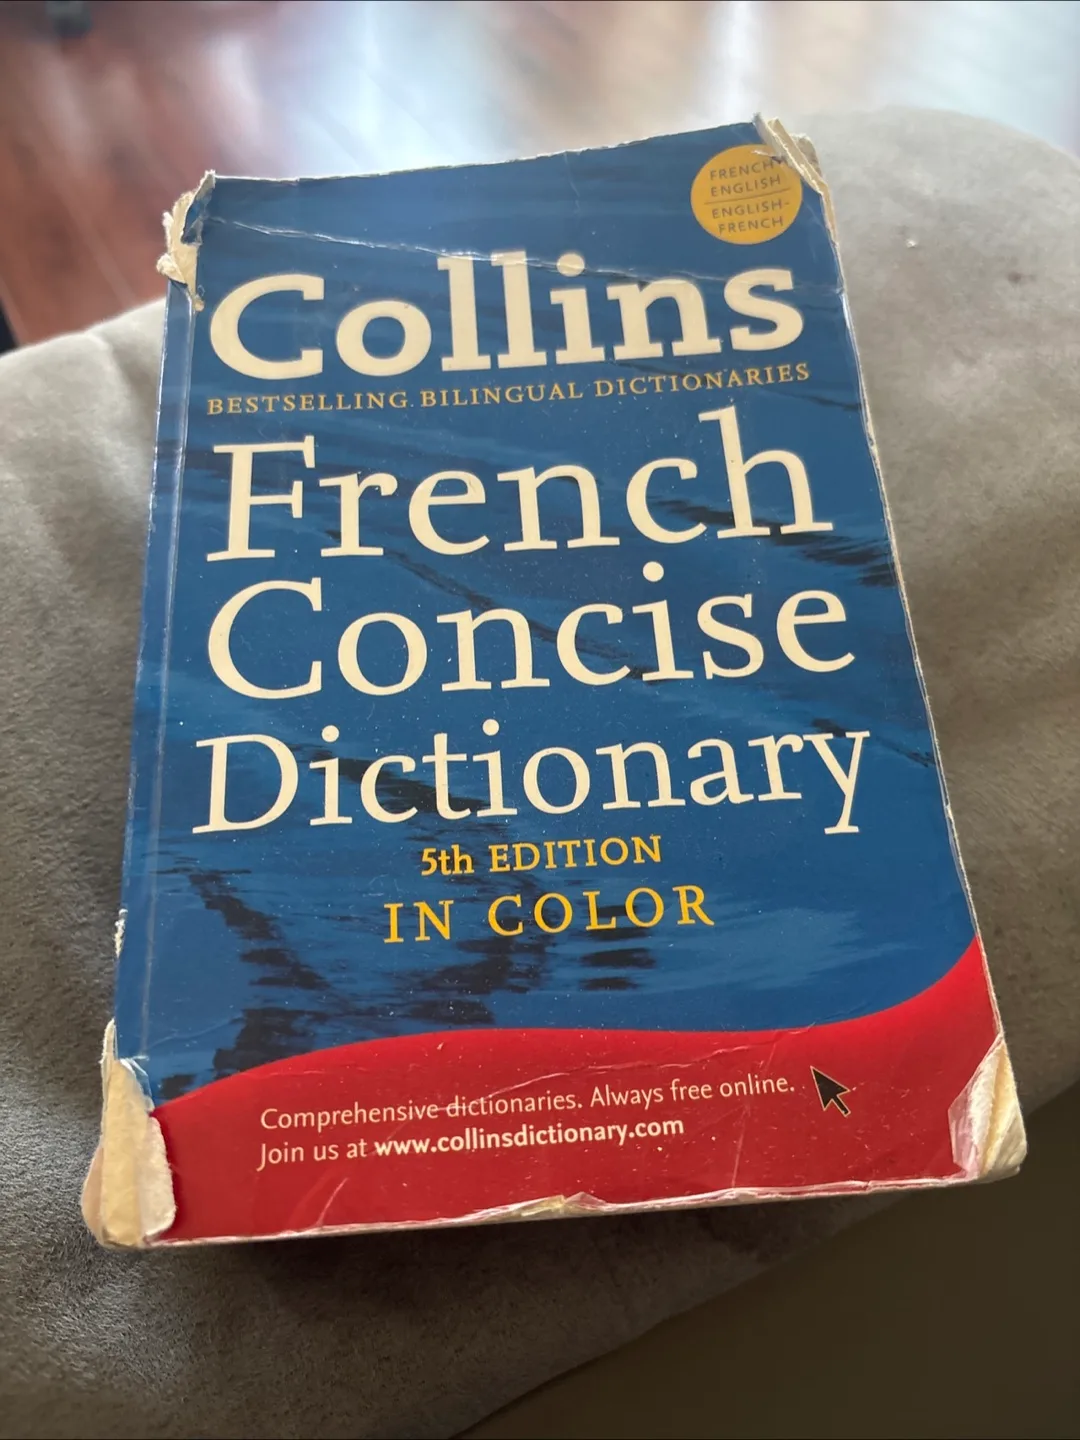 FRENCH-
ENGLISH
ENGLISH-
FRENCH
Collins
BESTSELLING BILINGUAL DICTIONARIES
French
Concise
Dictionary
5th EDITION
IN COLOR
Comprehensive dictionaries. Always free online.
Join us at www.collinsdictionary.com